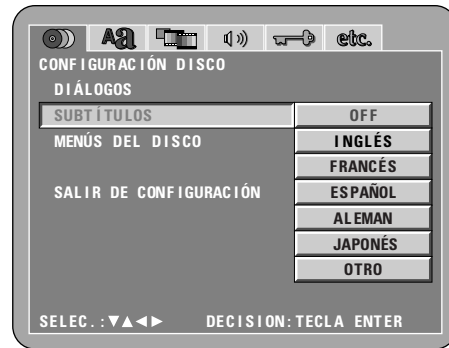 Aa etc.
CONFIGURACIÓN DISCO
DIÁLOGOS
SUBTÍTULOS OFF
MENÚS DEL DISCO INGLÉS
FRANCÉS
SALIR DE CONFIGURACIÓN ESPAÑOL
ALEMAN
JAPONÉS
OTRO
SELEC.:▼▲◄► DECISION:TECLA ENTER